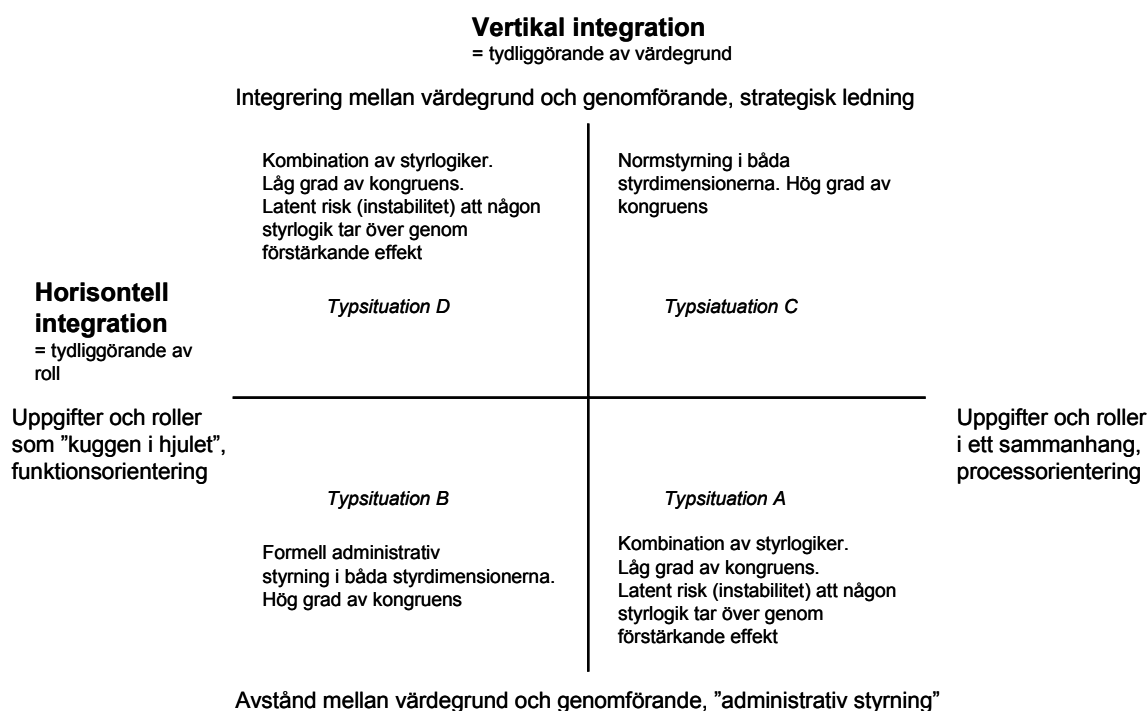 Vertikal integration
= tydliggörande av värdegrund
Integrering mellan värdegrund och genomförande, strategisk ledning
Kombination av styrlogiker.
Låg grad av kongruens.
Latent risk (instabilitet) att någon
styrlogik tar över genom
förstärkande effekt
Typsituation D
Normstyrning i båda
styrdimensionerna. Hög grad av
kongruens
Typsiatuation C
Horisontell
integration
= tydliggörande av
roll
Uppgifter och roller
som ”kuggen i hjulet”,
funktionsorientering
Uppgifter och roller
i ett sammanhang,
processorientering
Typsituation B
Formell administrativ
styrning i båda styrdimensionerna.
Hög grad av kongruens
Typsituation A
Kombination av styrlogiker.
Låg grad av kongruens.
Latent risk (instabilitet) att någon
styrlogik tar över genom
förstärkande effekt
Avstånd mellan värdegrund och genomförande, ”administrativ styrning”